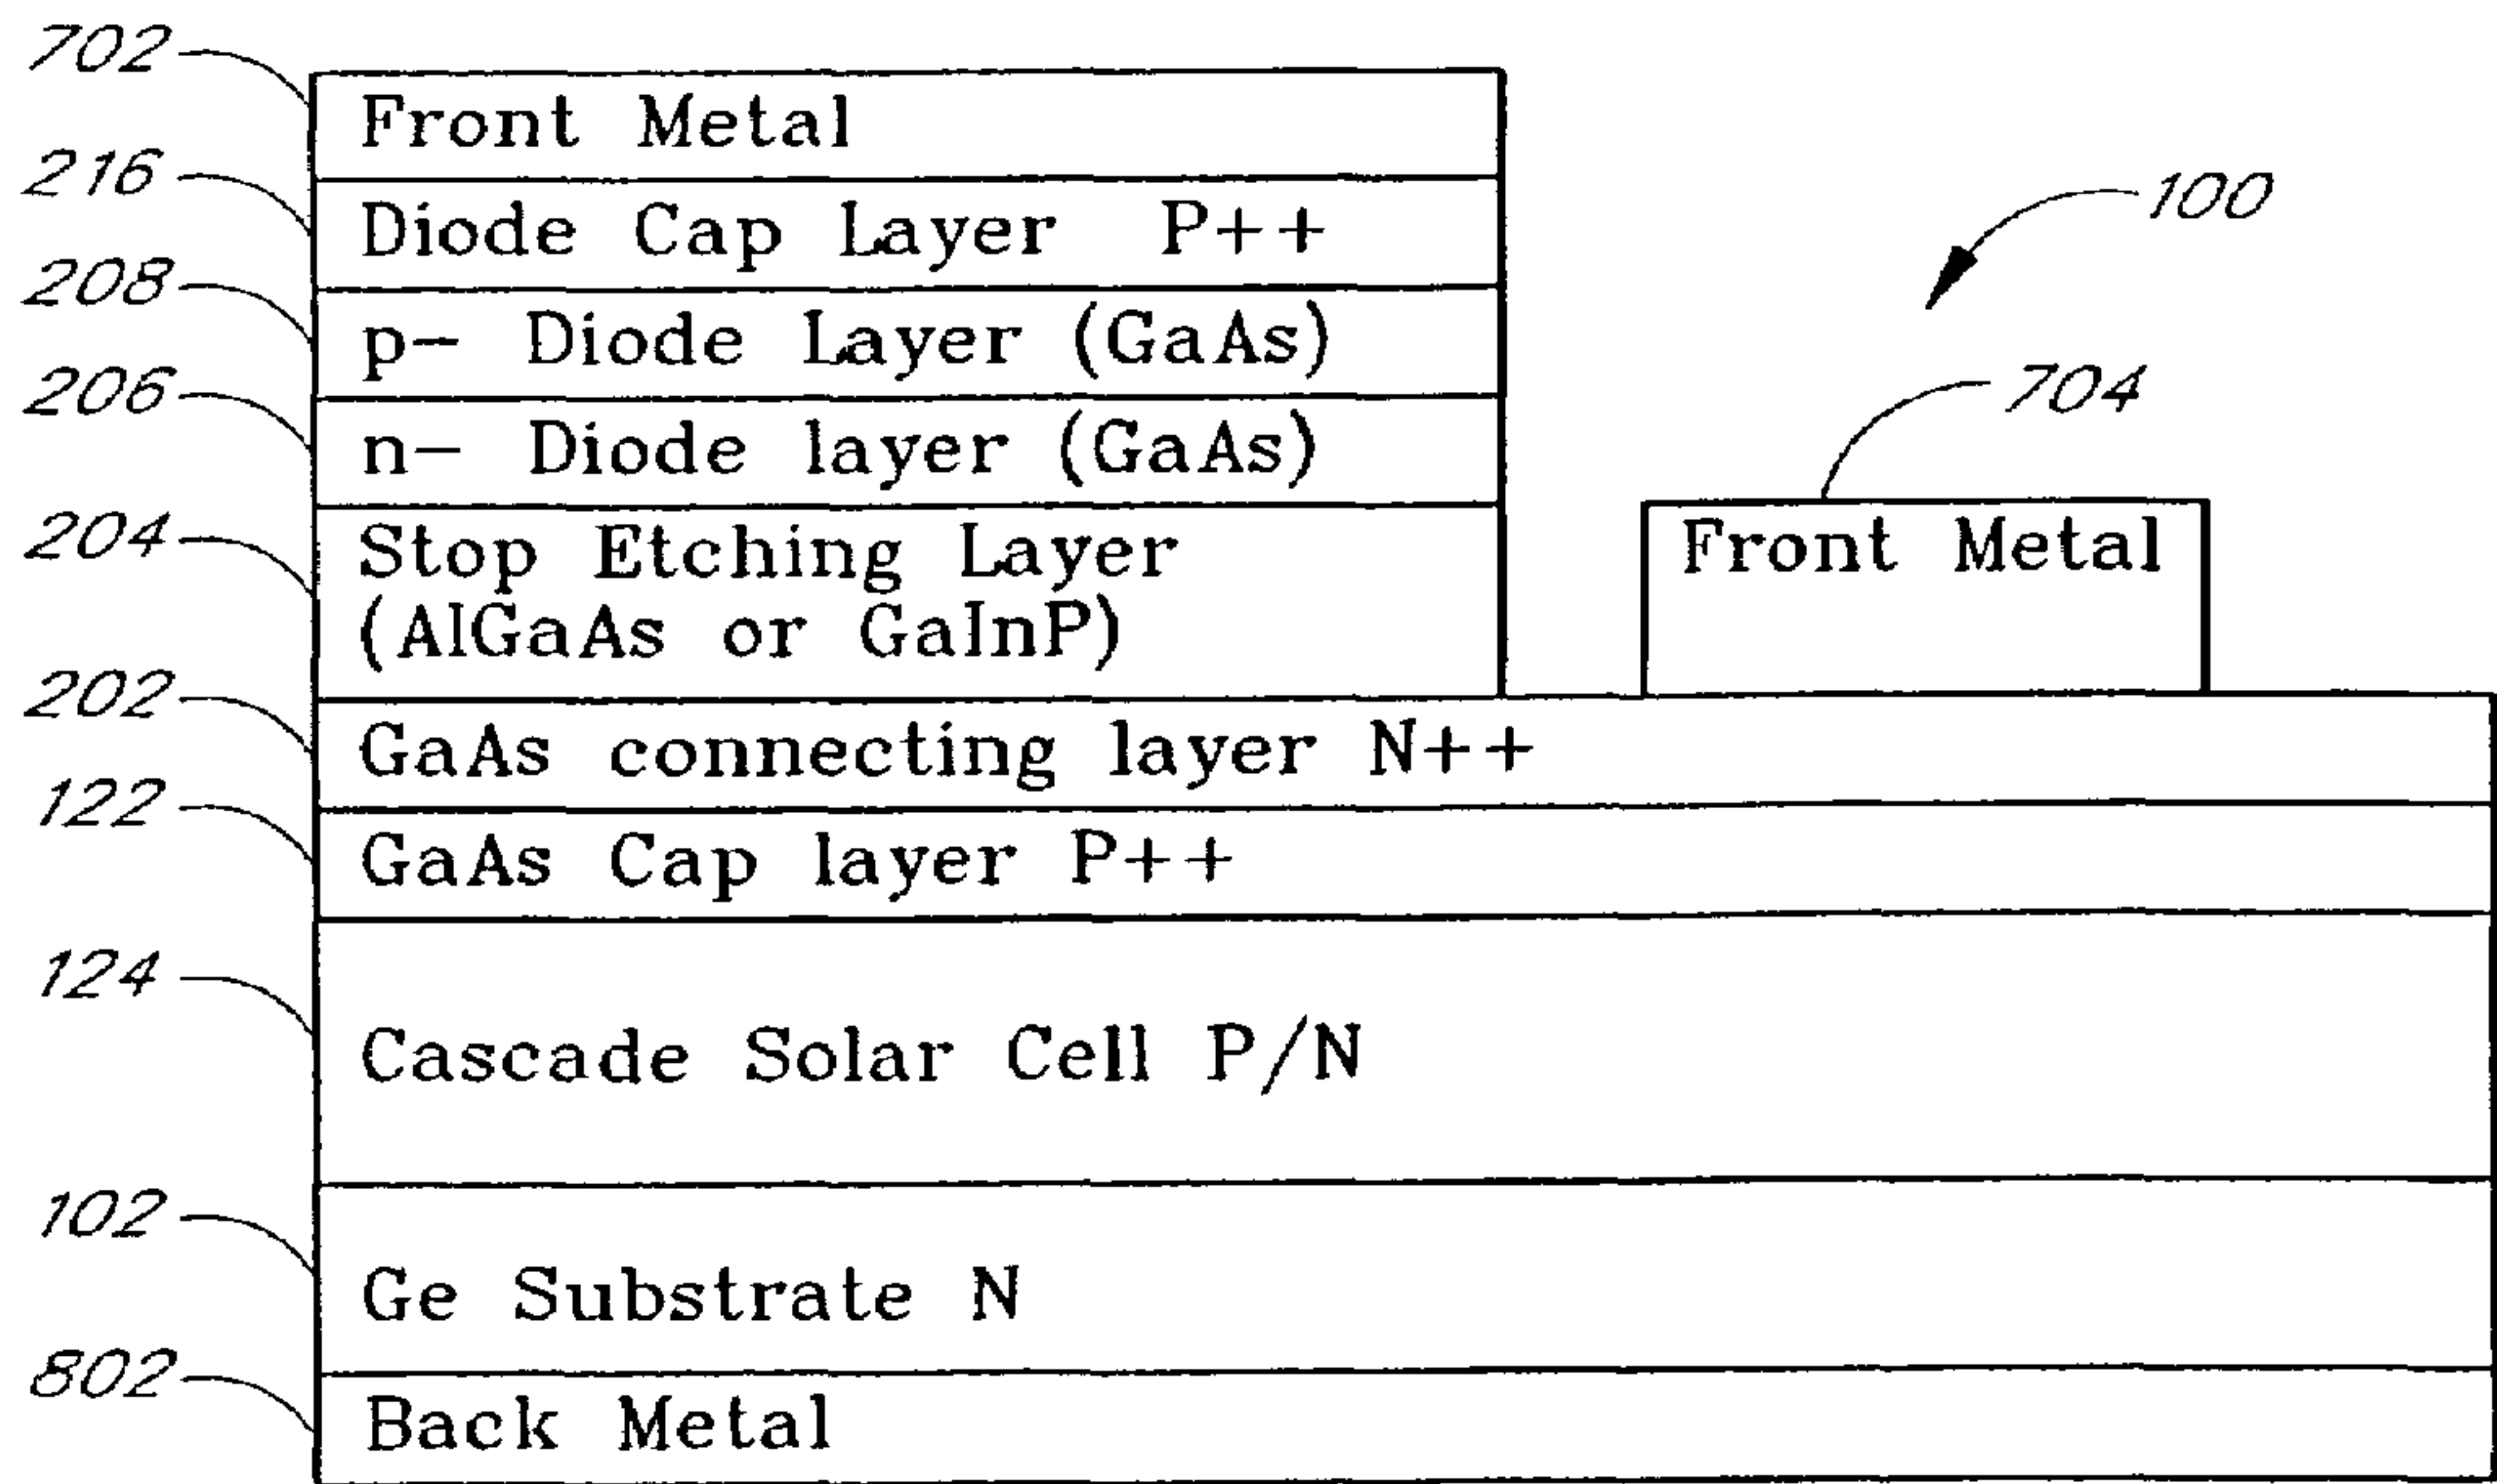 702
Front Metal
216
Diode Cap Layer P++
100
208
p- Diode Layer (GaAs)
206
n- Diode layer (GaAs)
704
204
Stop Etching Layer
(AlGaAs or GaInP)
Front Metal
202
GaAs connecting layer N++
122
GaAs Cap layer P++
124
Cascade Solar Cell P/N
102
Ge Substrate N
802
Back Metal